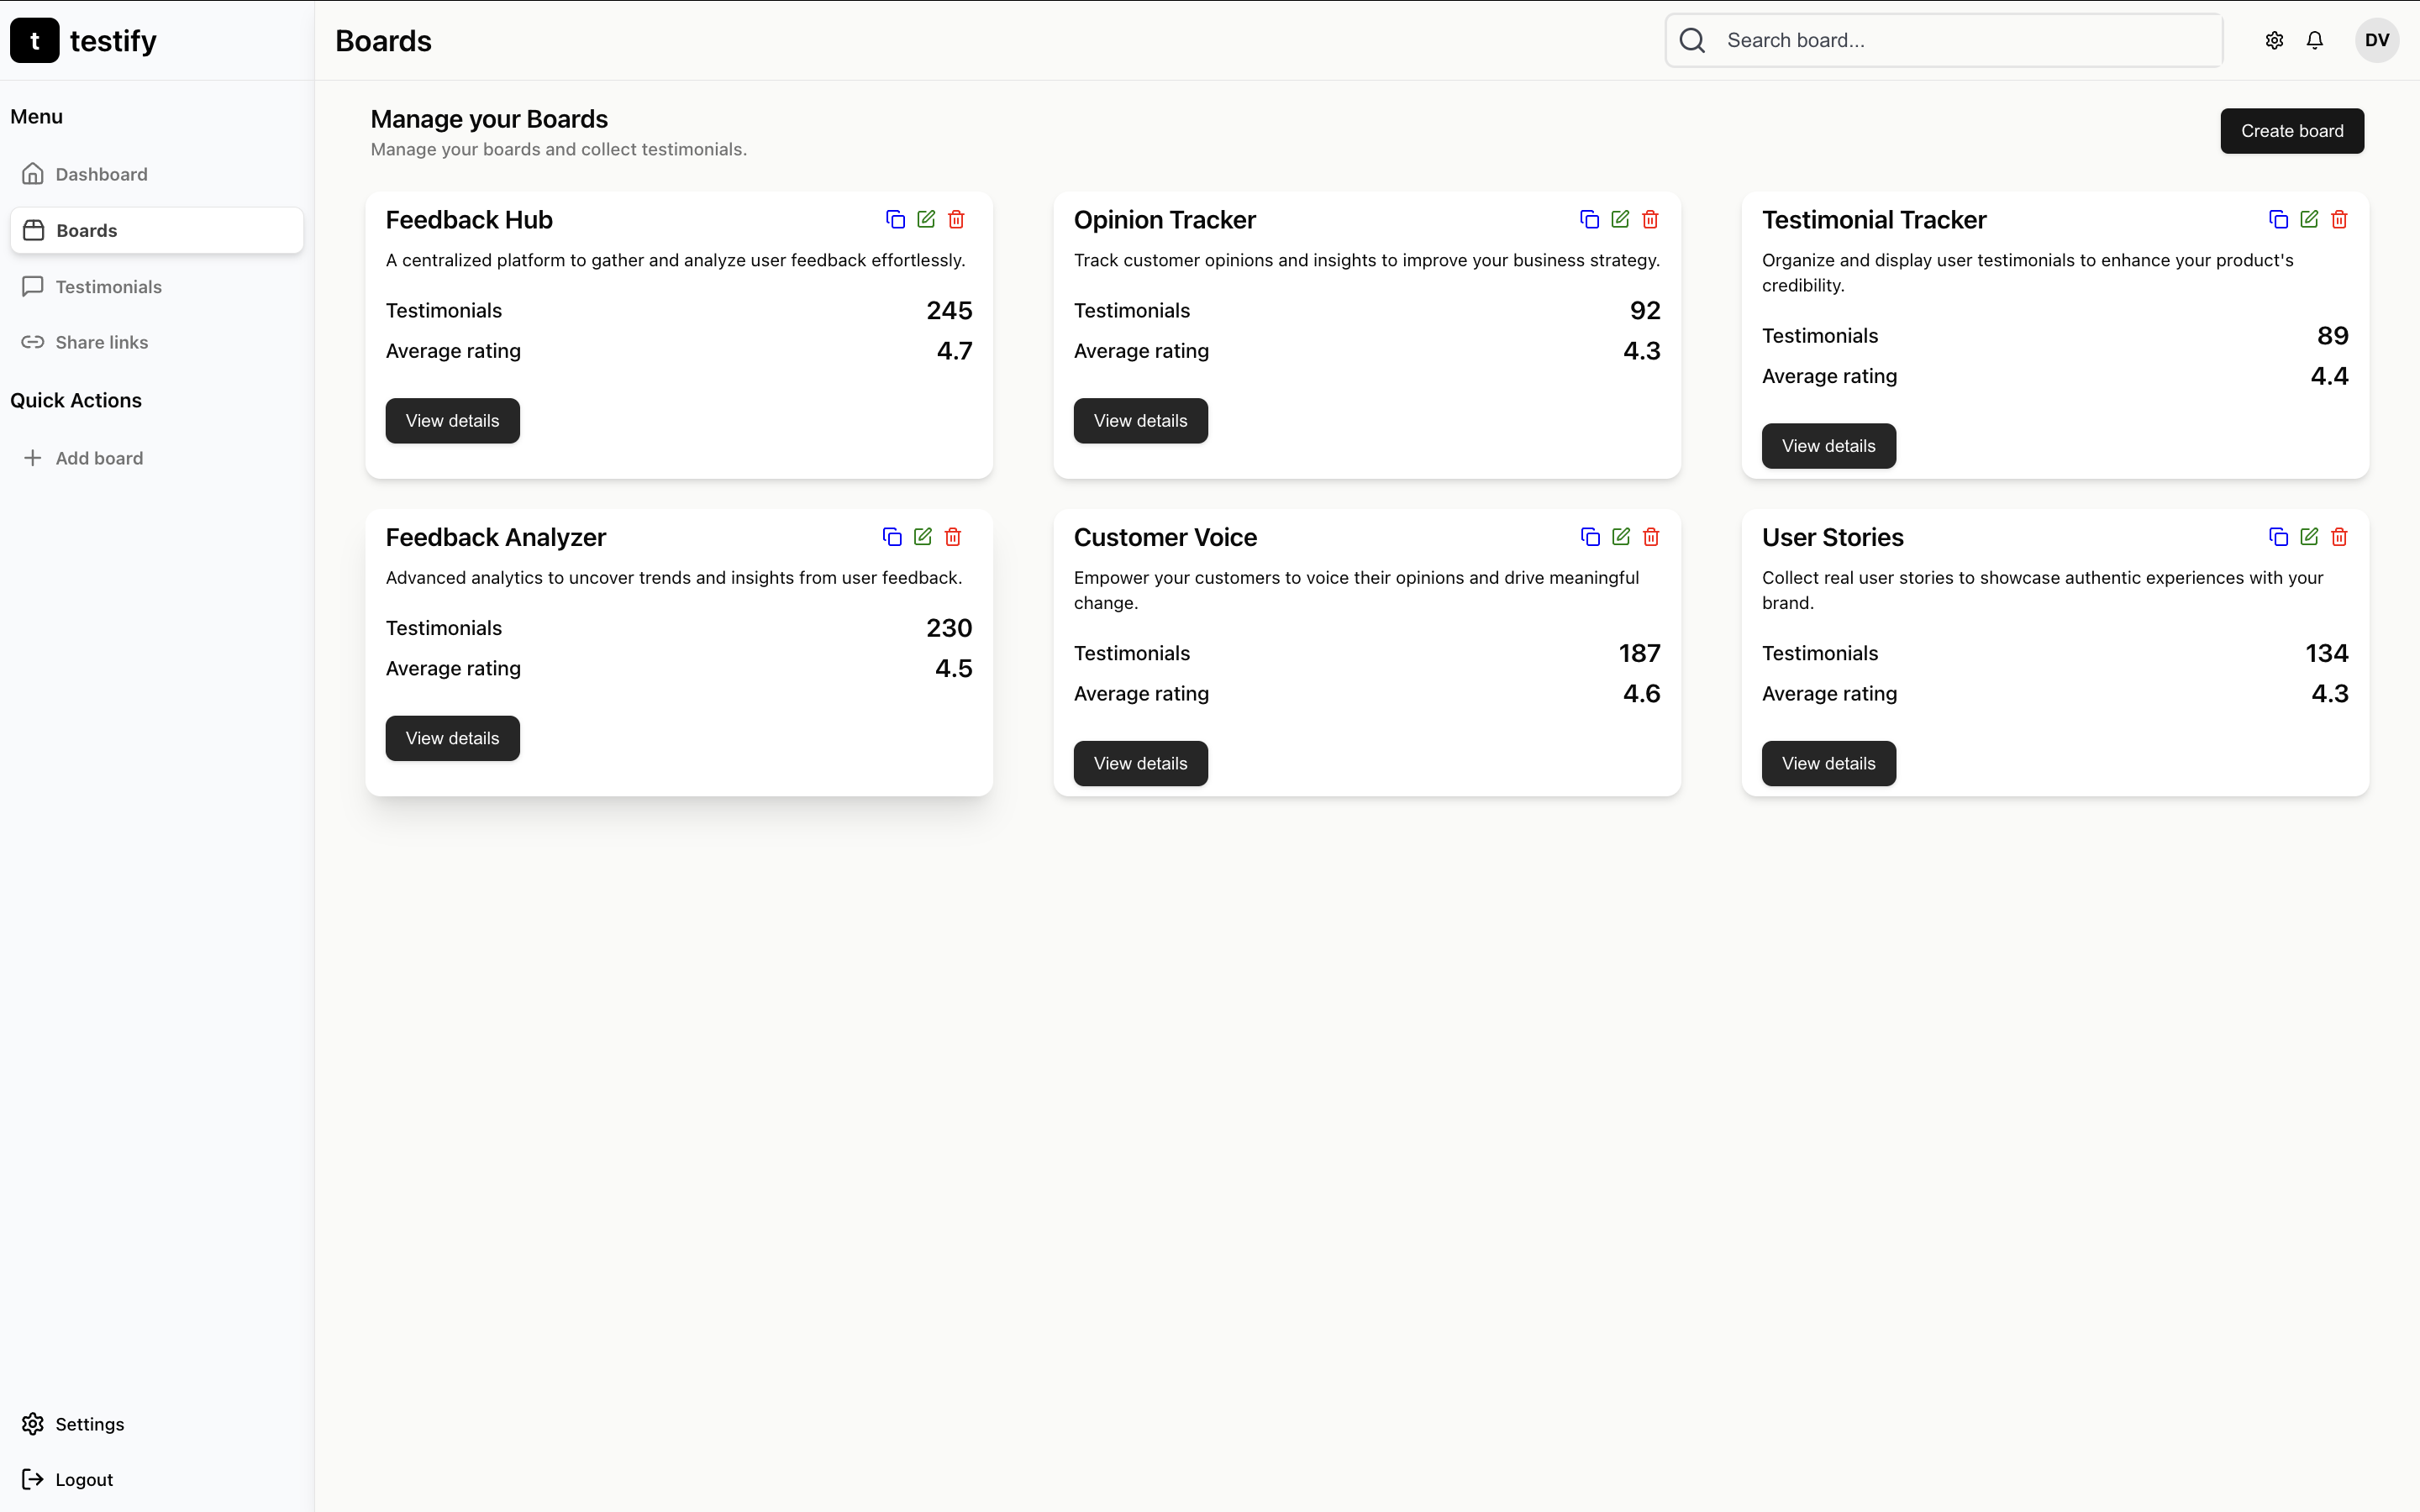 t testify
Boards
Search board...
DV
Menu
Dashboard
Boards
Testimonials
Share links
Quick Actions
Add board
Settings
Logout
Manage your Boards
Manage your boards and collect testimonials.
Create board
Feedback Hub
A centralized platform to gather and analyze user feedback effortlessly.
Testimonials 245
Average rating 4.7
View details
Opinion Tracker
Track customer opinions and insights to improve your business strategy.
Testimonials 92
Average rating 4.3
View details
Testimonial Tracker
Organize and display user testimonials to enhance your product's
credibility.
Testimonials 89
Average rating 4.4
View details
Feedback Analyzer
Advanced analytics to uncover trends and insights from user feedback.
Testimonials 230
Average rating 4.5
View details
Customer Voice
Empower your customers to voice their opinions and drive meaningful
change.
Testimonials 187
Average rating 4.6
View details
User Stories
Collect real user stories to showcase authentic experiences with your
brand.
Testimonials 134
Average rating 4.3
View details